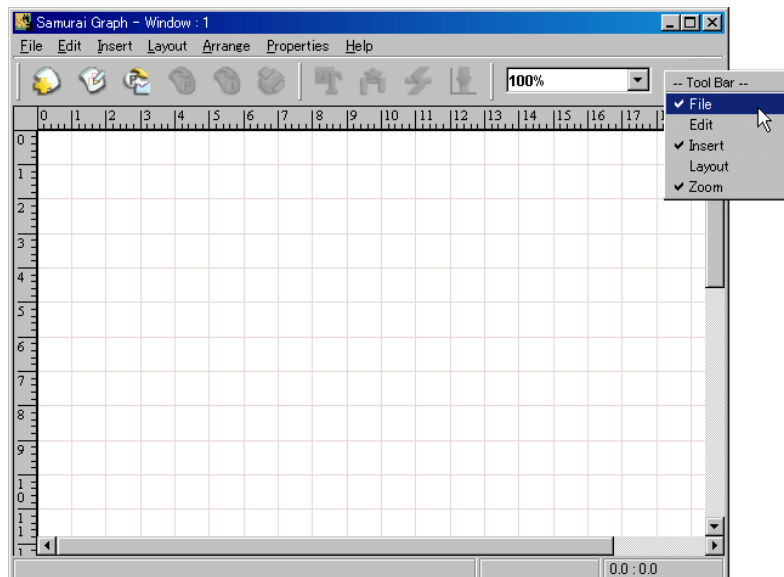 Samurai Graph - Window : 1
File Edit Insert Layout Arrange Properties Help
100%
-- Tool Bar --
File
Edit
Insert
Layout
Zoom
0 1 2 3 4 5 6 7 8 9 10 11 12 13 14 15 16 17
0
1
2
3
4
5
6
7
8
9
10
11
0.0 : 0.0